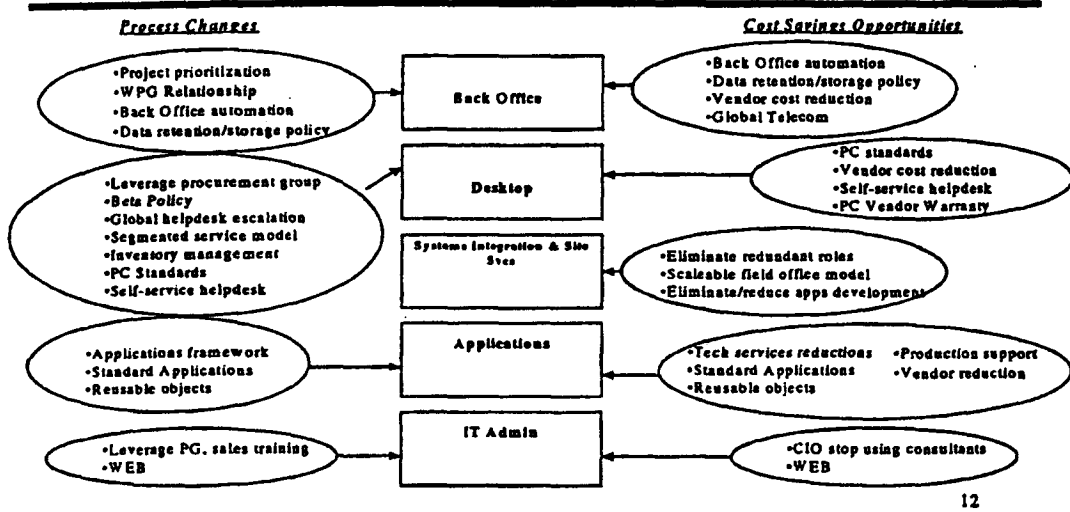 Process Changes
Cost Savings Opportunities
•Project prioritization
•WPG Relationship
•Back Office automation
•Data retention/storage policy
Back Office
•Back Office automation
•Data retention/storage policy
•Vendor cost reduction
•Global Telecom
•Leverage procurement group
•Beta Policy
•Global helpdesk escalation
•Segmented service model
•Inventory management
•PC Standards
•Self-service helpdesk
Desktop
•PC standards
•Vendor cost reduction
•Self-service helpdesk
•PC Vendor Warranty
Systems Integration & Site
Svcs
•Eliminate redundant roles
•Scaleable field office model
•Eliminate/reduce apps development
•Applications framework
•Standard Applications
•Reusable objects
Applications
•Tech services reductions
•Standard Applications
•Reusable objects
•Production support
•Vendor reduction
•Leverage PG, sales training
•WEB
IT Admin
•CIO stop using consultants
•WEB
12